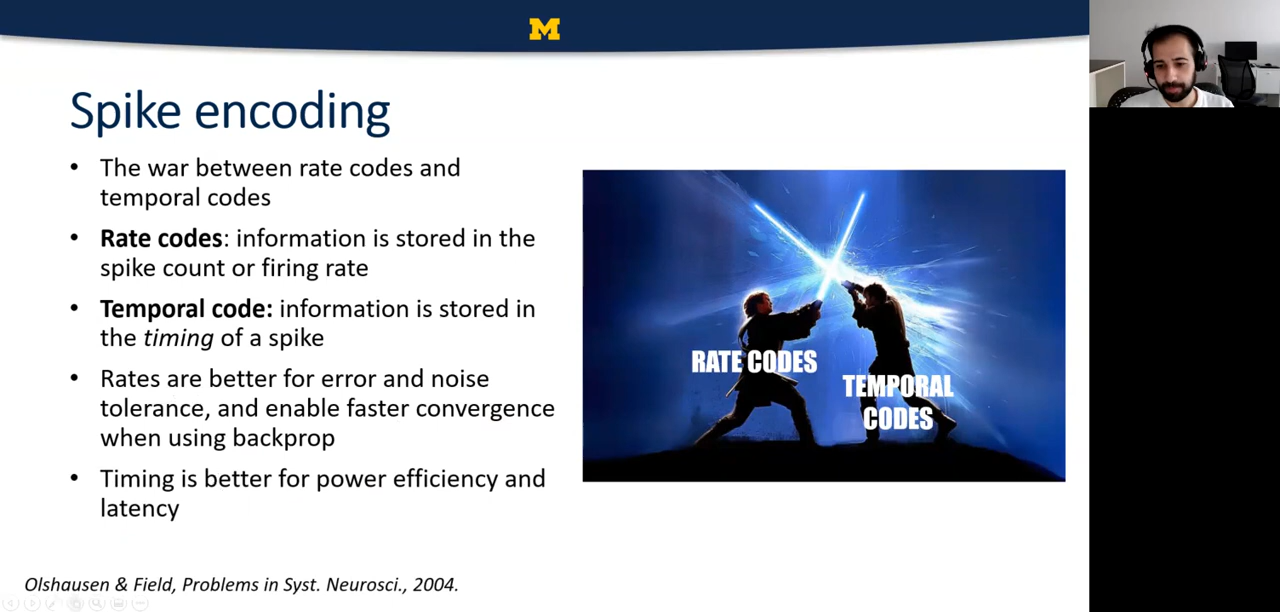 M
Spike encoding
• The war between rate codes and
temporal codes
• Rate codes: information is stored in the
spike count or firing rate
• Temporal code: information is stored in
the timing of a spike
• Rates are better for error and noise
tolerance, and enable faster convergence
when using backprop
• Timing is better for power efficiency and
latency
RATE CODES
TEMPORAL
CODES
Olshausen & Field, Problems in Syst. Neurosci., 2004.